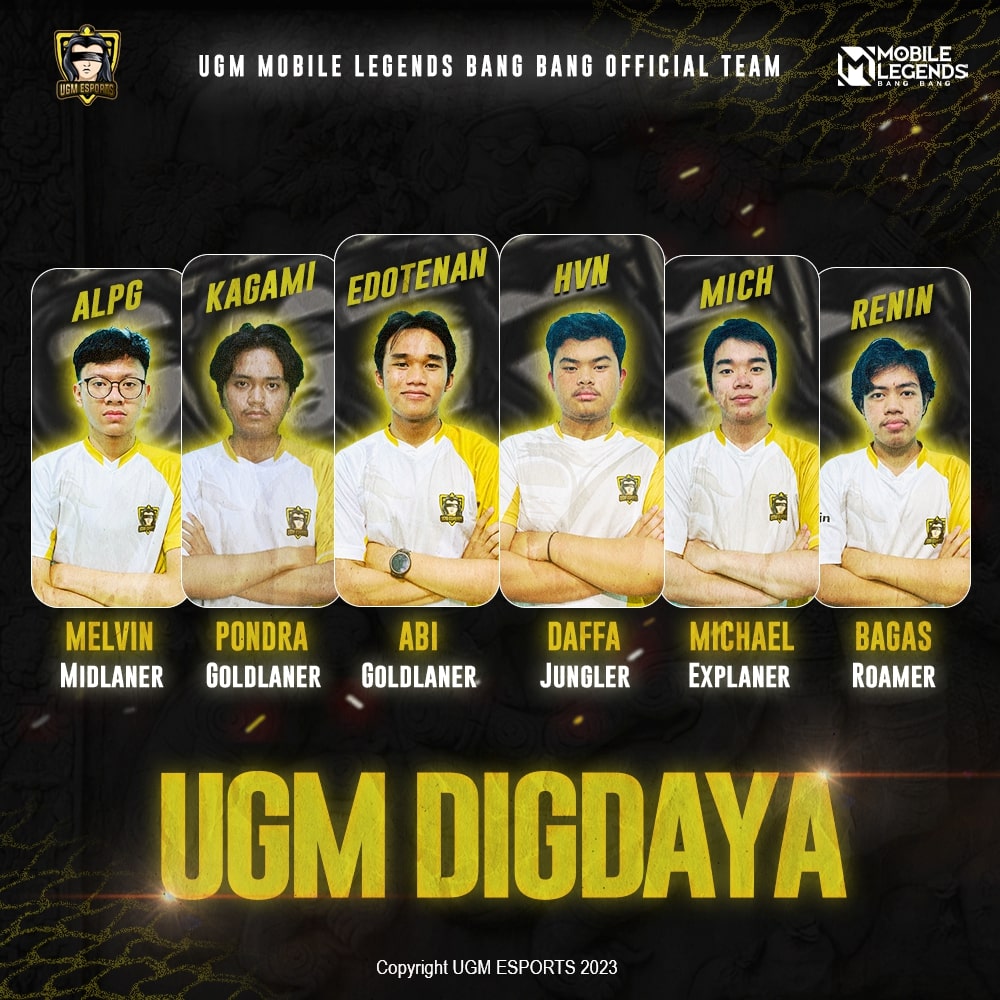 UGM ESPORTS
UGM MOBILE LEGENDS BANG BANG OFFICIAL TEAM
MOBILE
LEGENDS
BANG BANG
ALPG
KAGAMI
EDOTENAN
HVN
MICH
RENIN
MELVIN
MIDLANER
PONDRA
GOLDLANER
ABI
GOLDLANER
DAFFA
JUNGLER
MICHAEL
EXPLANER
BAGAS
ROAMER
UGM DIGDAYA
Copyright UGM ESPORTS 2023